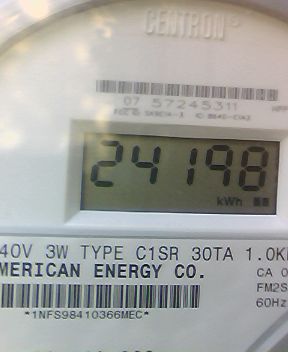 CENTRON®
07 57245311
24198
kWh
40V 3W TYPE C1SR 30TA 1.0K
MERICAN ENERGY CO.
CA 0
FM2S
60Hz
*1NFS98410366MEC*